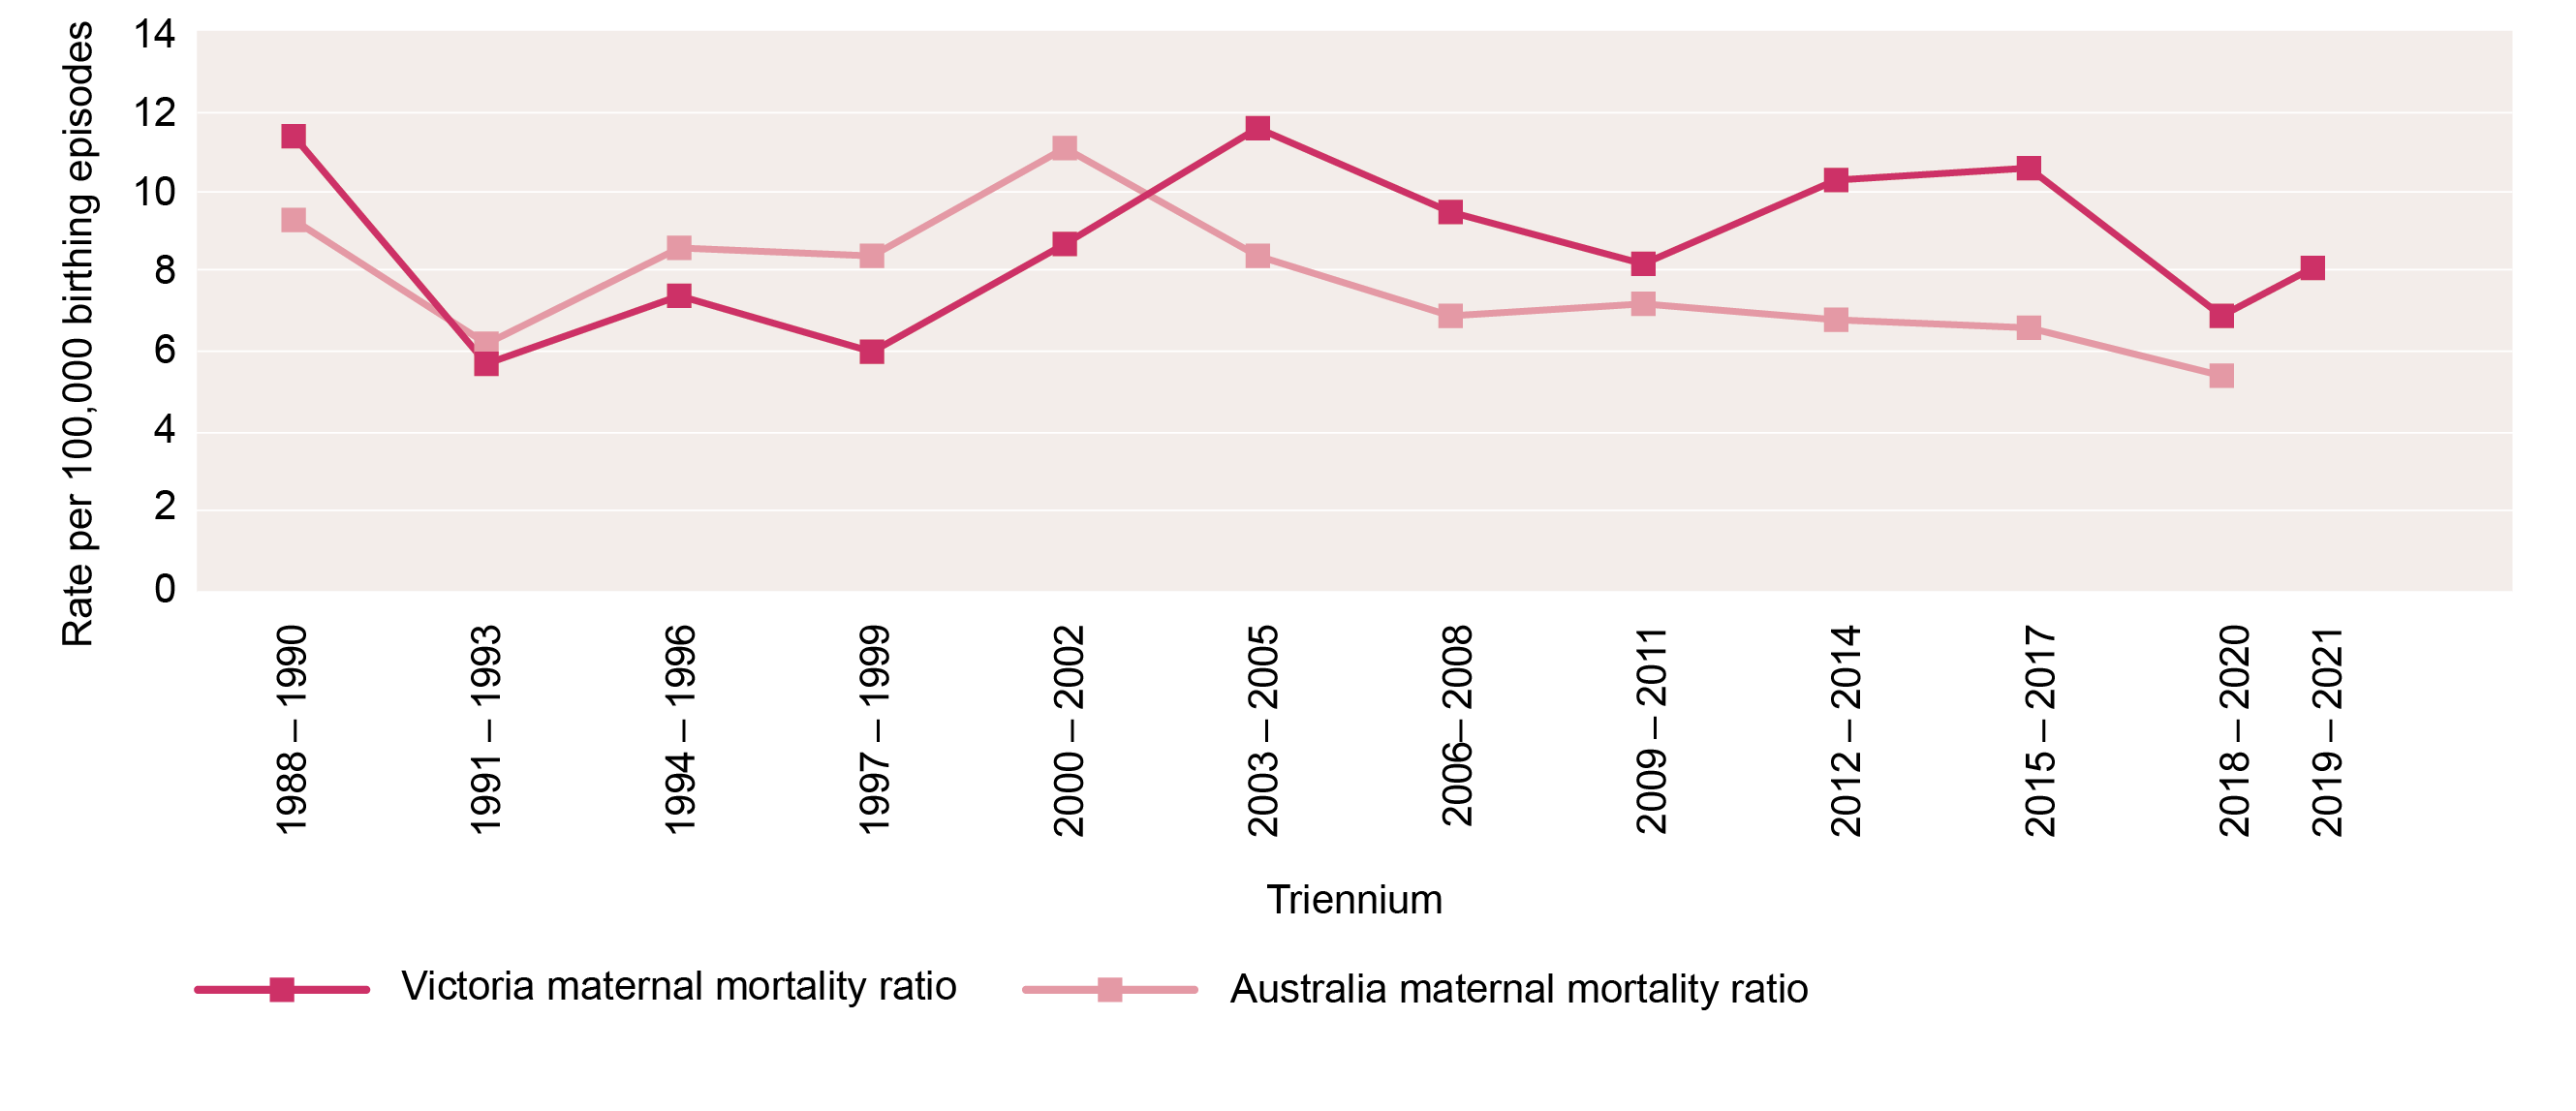 Rate per 100,000 birthing episodes
14
12
10
8
6
4
2
0
1988 – 1990
1991 – 1993
1994 – 1996
1997 – 1999
2000 – 2002
2003 – 2005
2006– 2008
2009 – 2011
2012 – 2014
2015 – 2017
2018 – 2020
2019 – 2021
Triennium
Victoria maternal mortality ratio
Australia maternal mortality ratio